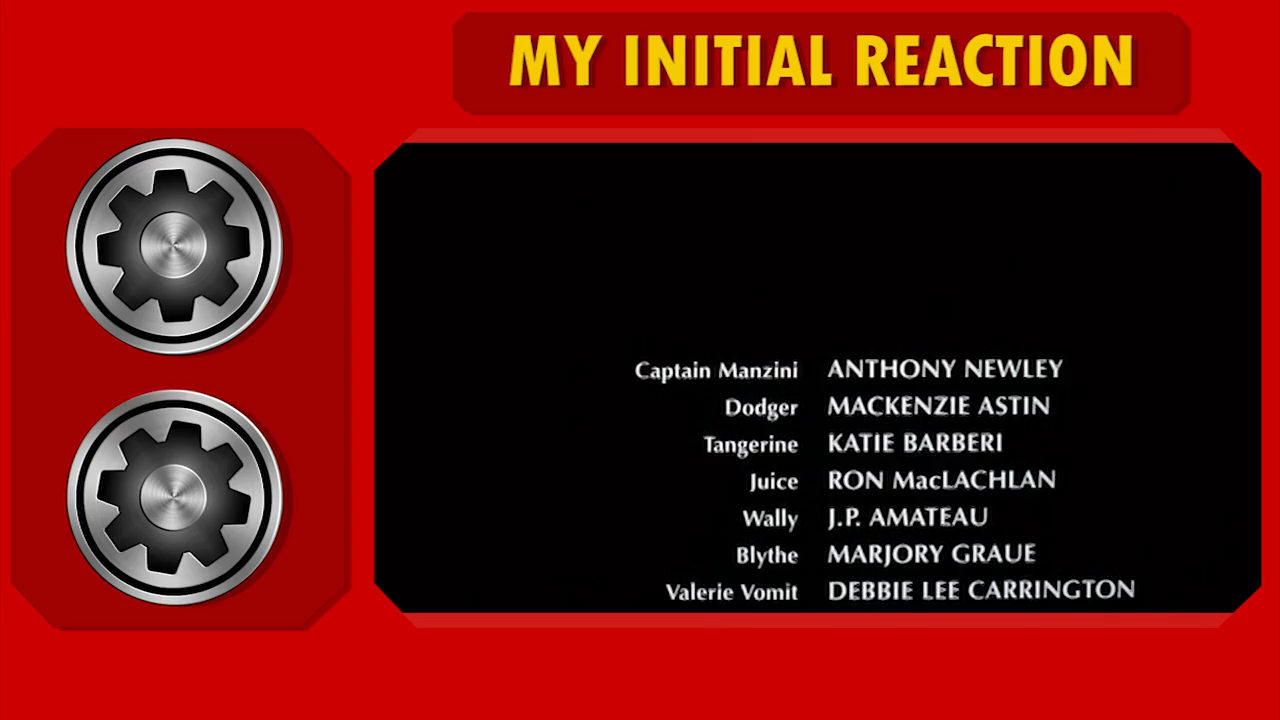 MY INITIAL REACTION
Captain Manzini ANTHONY NEWLEY
Dodger MACKENZIE ASTIN
Tangerine KATIE BARBERI
Juice RON MacLACHLAN
Wally J.P. AMATEAU
Blythe MARJORY GRAUE
Valerie Vomit DEBBIE LEE CARRINGTON